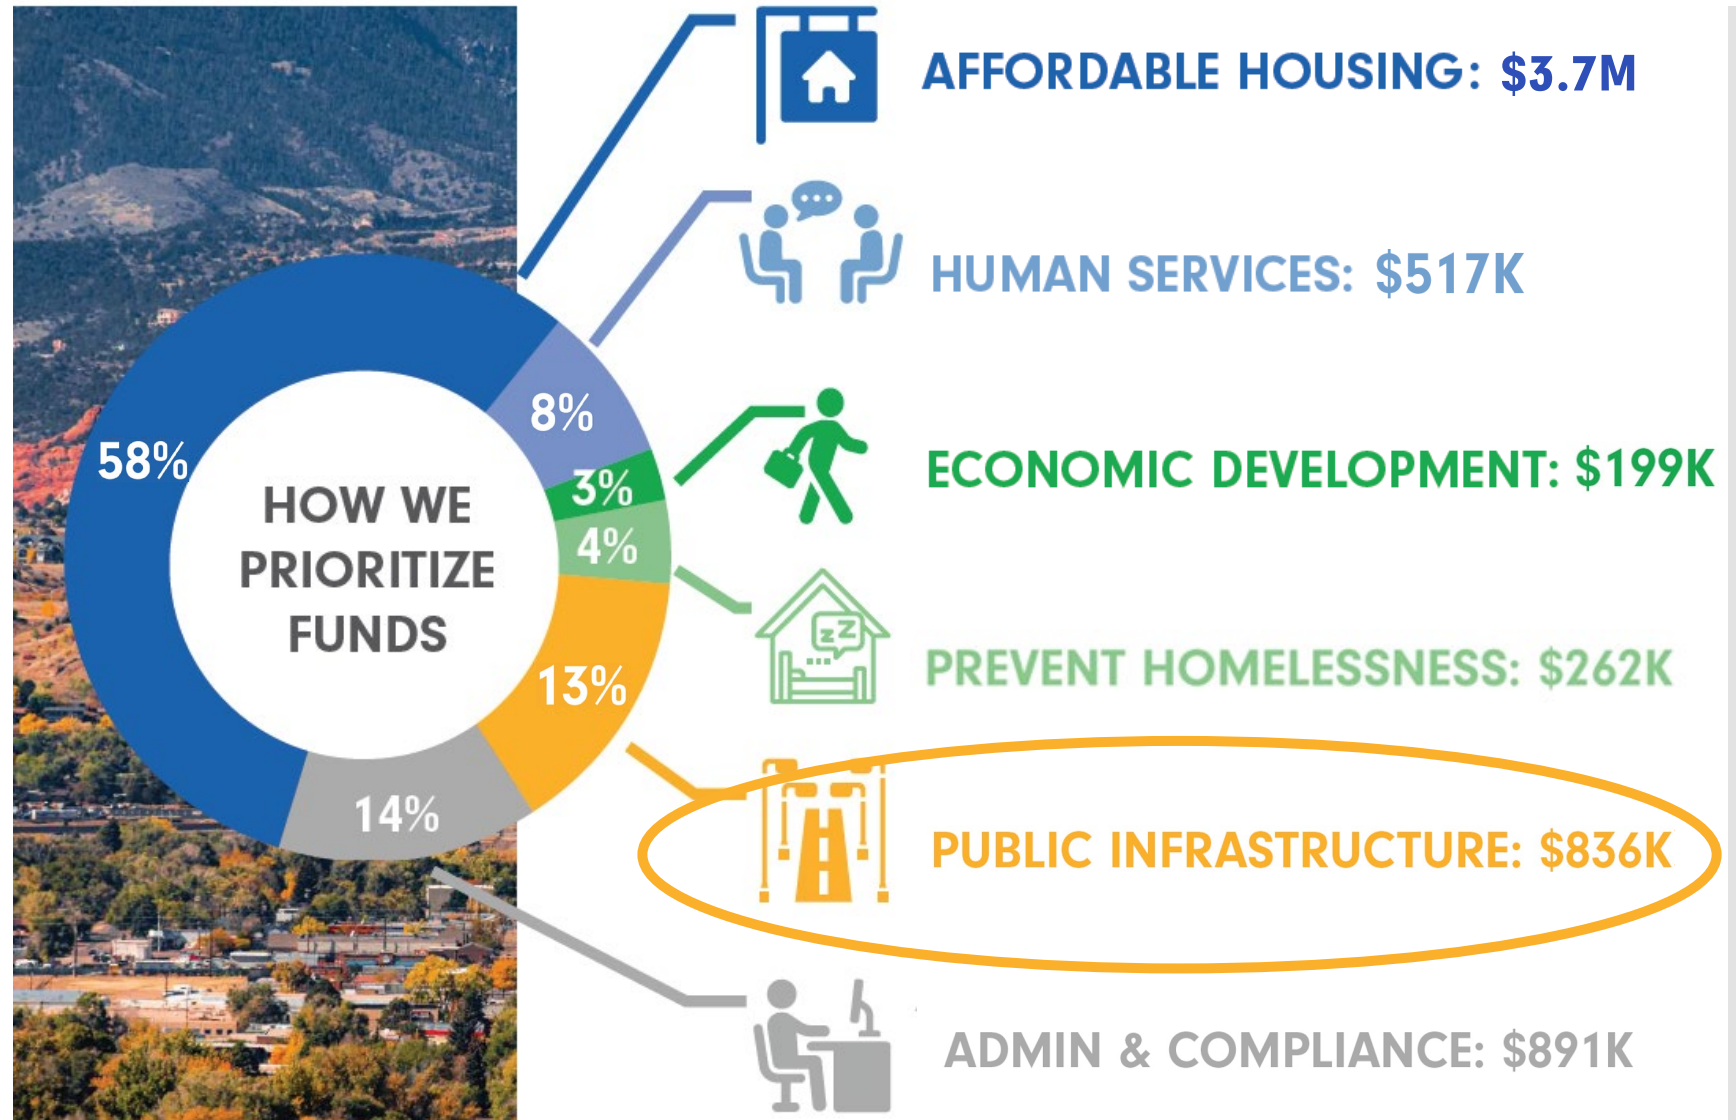 AFFORDABLE HOUSING: $3.7M
HUMAN SERVICES: $517K
8%
58%
3%
ECONOMIC DEVELOPMENT: $199K
HOW WE
PRIORITIZE
FUNDS
4%
zZ
PREVENT HOMELESSNESS: $262K
13%
14%
PUBLIC INFRASTRUCTURE: $836K
ADMIN & COMPLIANCE: $891K